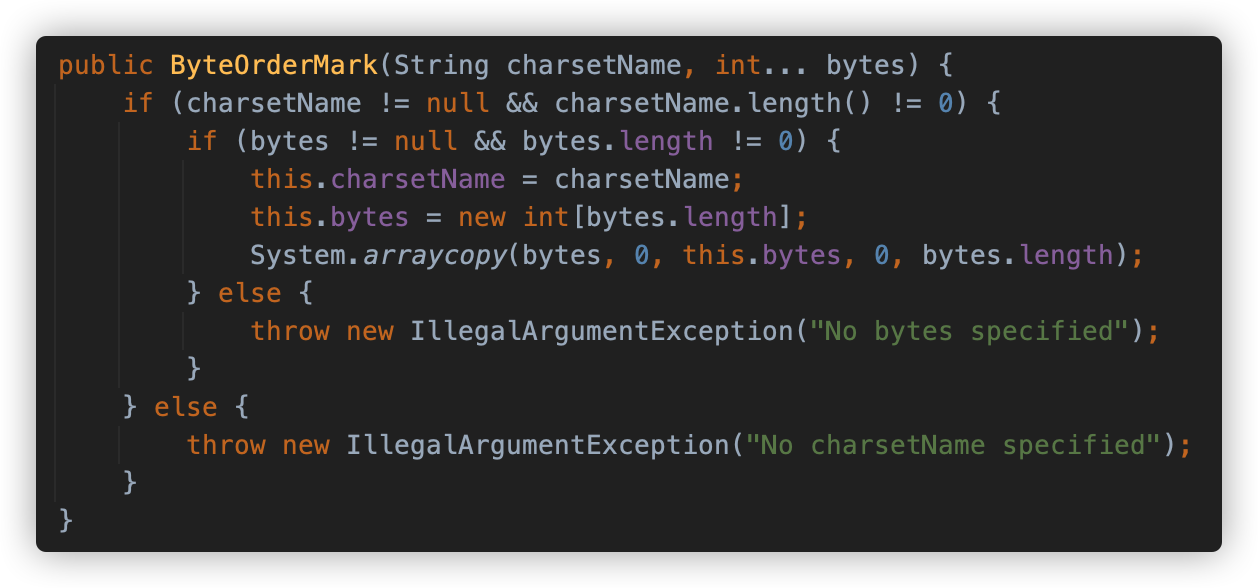 public ByteOrderMark(String charsetName, int... bytes) {
    if (charsetName != null && charsetName.length() != 0) {
        if (bytes != null && bytes.length != 0) {
            this.charsetName = charsetName;
            this.bytes = new int[bytes.length];
            System.arraycopy(bytes, 0, this.bytes, 0, bytes.length);
        } else {
            throw new IllegalArgumentException("No bytes specified");
        }
    } else {
        throw new IllegalArgumentException("No charsetName specified");
    }
}